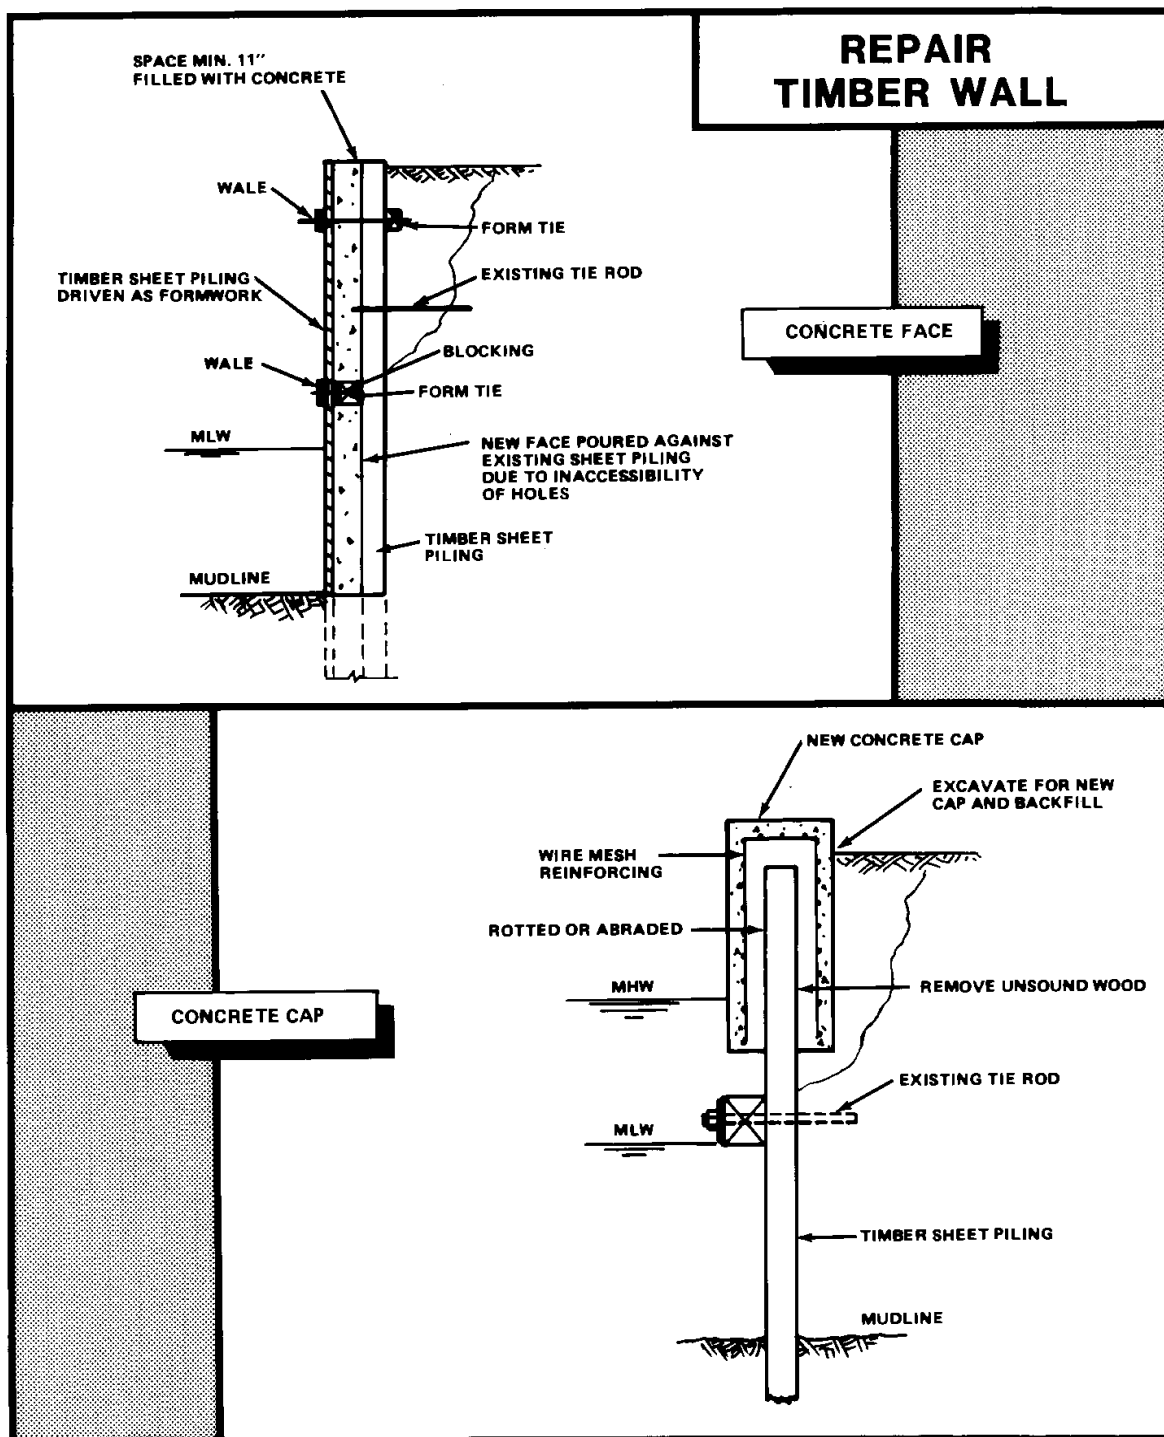 REPAIR
TIMBER WALL
SPACE MIN. 11"
FILLED WITH CONCRETE
WALE
FORM TIE
EXISTING TIE ROD
TIMBER SHEET PILING
DRIVEN AS FORMWORK
CONCRETE FACE
BLOCKING
WALE
FORM TIE
MLW
NEW FACE POURED AGAINST
EXISTING SHEET PILING
DUE TO INACCESSIBILITY
OF HOLES
TIMBER SHEET
PILING
MUDLINE
NEW CONCRETE CAP
EXCAVATE FOR NEW
CAP AND BACKFILL
WIRE MESH
REINFORCING
ROTTED OR ABRADED
MHW
REMOVE UNSOUND WOOD
CONCRETE CAP
EXISTING TIE ROD
MLW
TIMBER SHEET PILING
MUDLINE